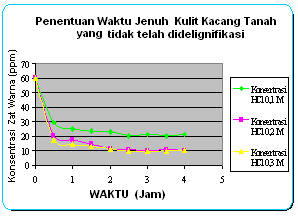 Penentuan Waktu Jenuh Kulit Kacang Tanah
yang tidak telah didelignifikasi
Konsentrasi Zat Warna (ppm)
70
60
50
40
30
20
10
0
0 1 2 3 4 5
WAKTU (Jam)
Konsentrasi
HCl 0,1 M
Konsentrasi
HCl 0,2 M
Konsentrasi
HCl 0,3 M